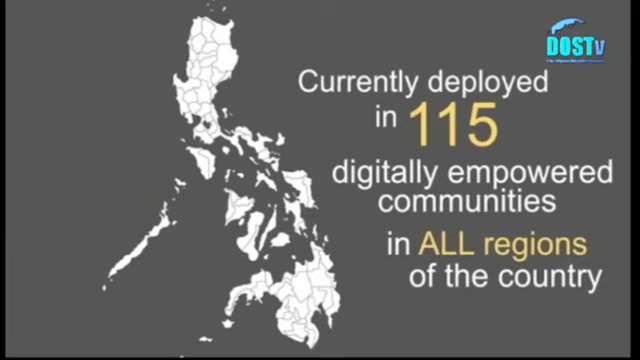 DOSTv
Currently deployed
in 115
digitally empowered
communities
in ALL regions
of the country